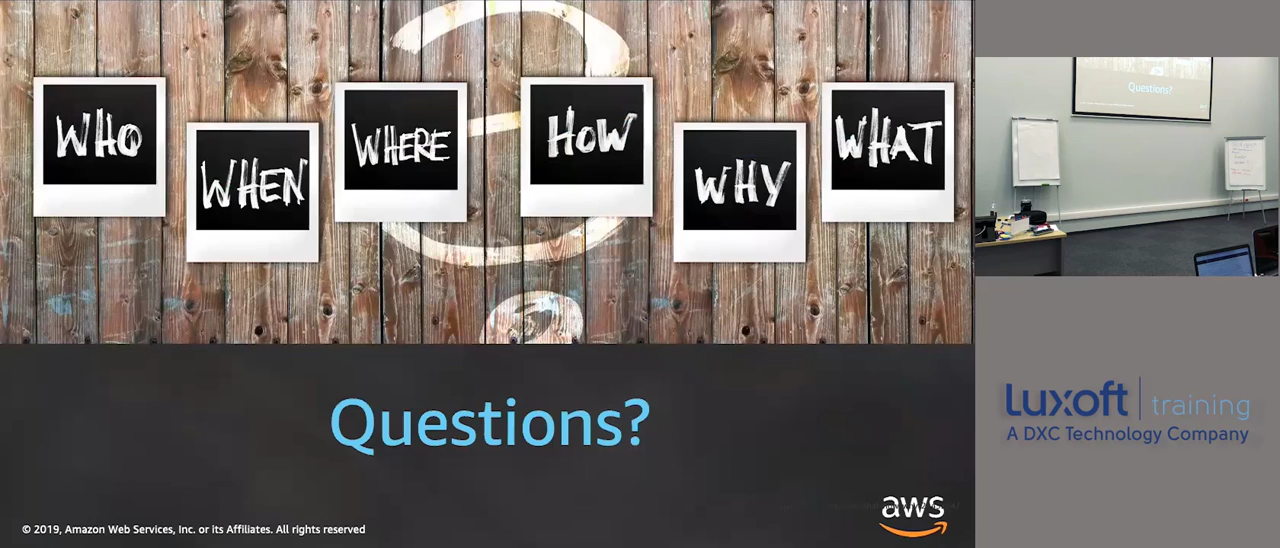 WHO
WHEN
WHERE
HOW
WHY
WHAT
Questions?
© 2019, Amazon Web Services, Inc. or its Affiliates. All rights reserved
aws
Questions?
Luxoft training
A DXC Technology Company